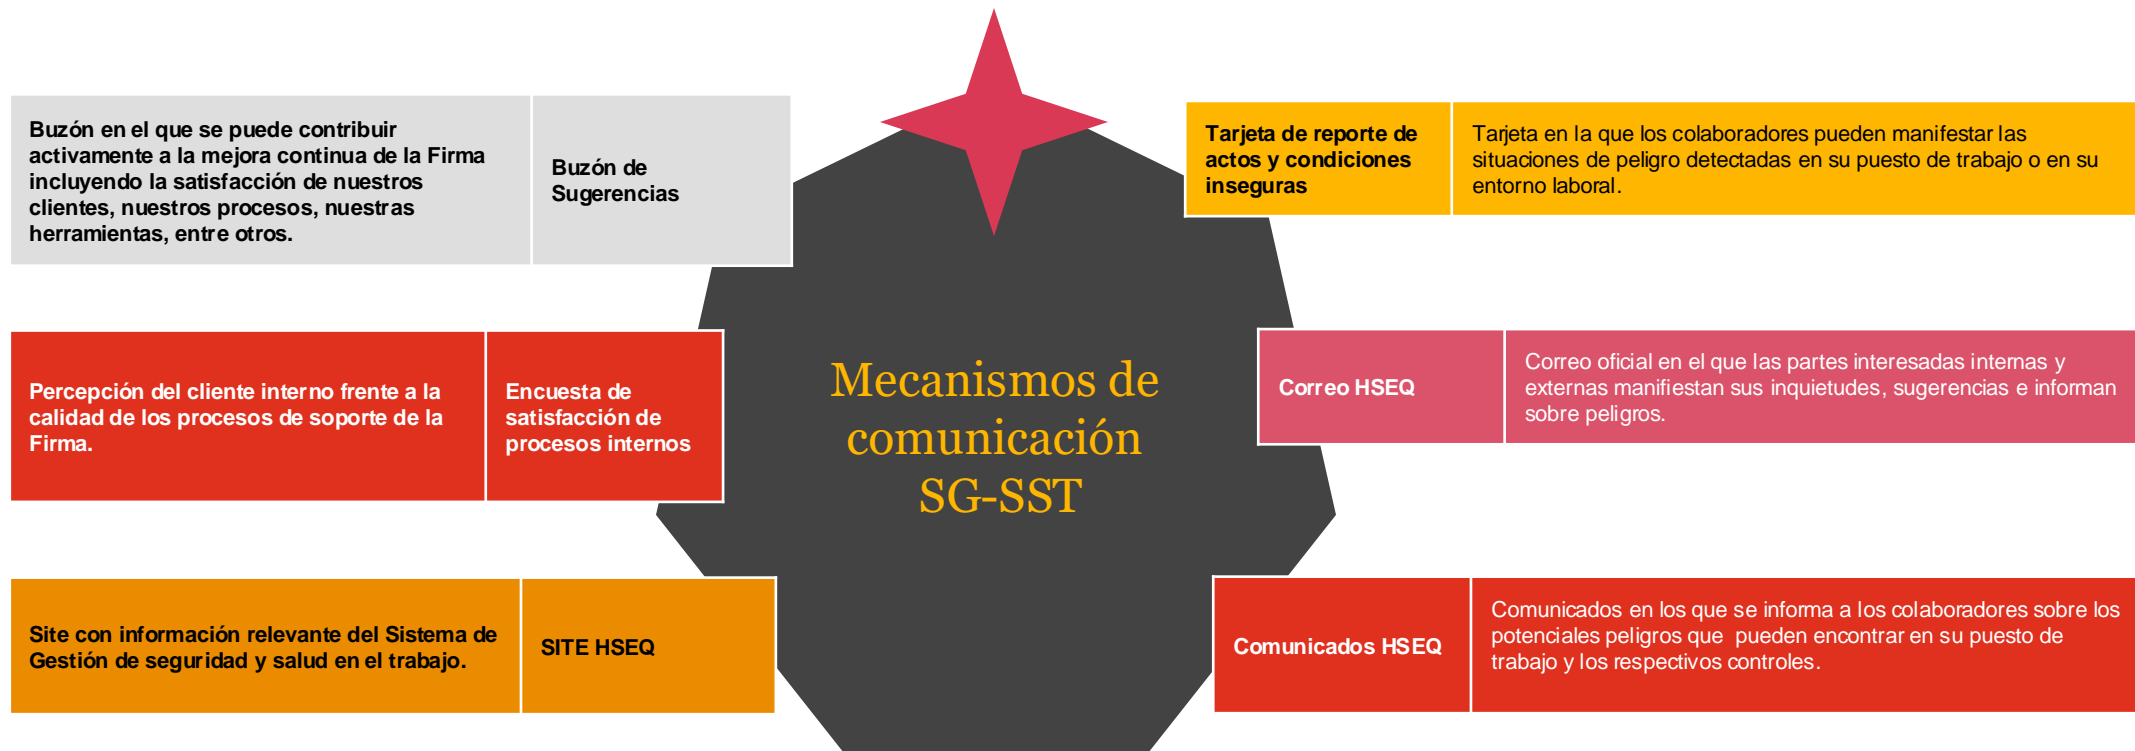 Buzón en el que se puede contribuir
activamente a la mejora continua de la Firma
incluyendo la satisfacción de nuestros
clientes, nuestros procesos, nuestras
herramientas, entre otros.
Buzón de
Sugerencias
Percepción del cliente interno frente a la
calidad de los procesos de soporte de la
Firma.
Encuesta de
satisfacción de
procesos internos
Site con información relevante del Sistema de
Gestión de seguridad y salud en el trabajo.
SITE HSEQ
Mecanismos de
comunicación
SG-SST
Tarjeta de reporte de
actos y condiciones
inseguras
Tarjeta en la que los colaboradores pueden manifestar las
situaciones de peligro detectadas en su puesto de trabajo o en su
entorno laboral.
Correo HSEQ
Correo oficial en el que las partes interesadas internas y
externas manifiestan sus inquietudes, sugerencias e informan
sobre peligros.
Comunicados HSEQ
Comunicados en los que se informa a los colaboradores sobre los
potenciales peligros que  pueden encontrar en su puesto de
trabajo y los respectivos controles.